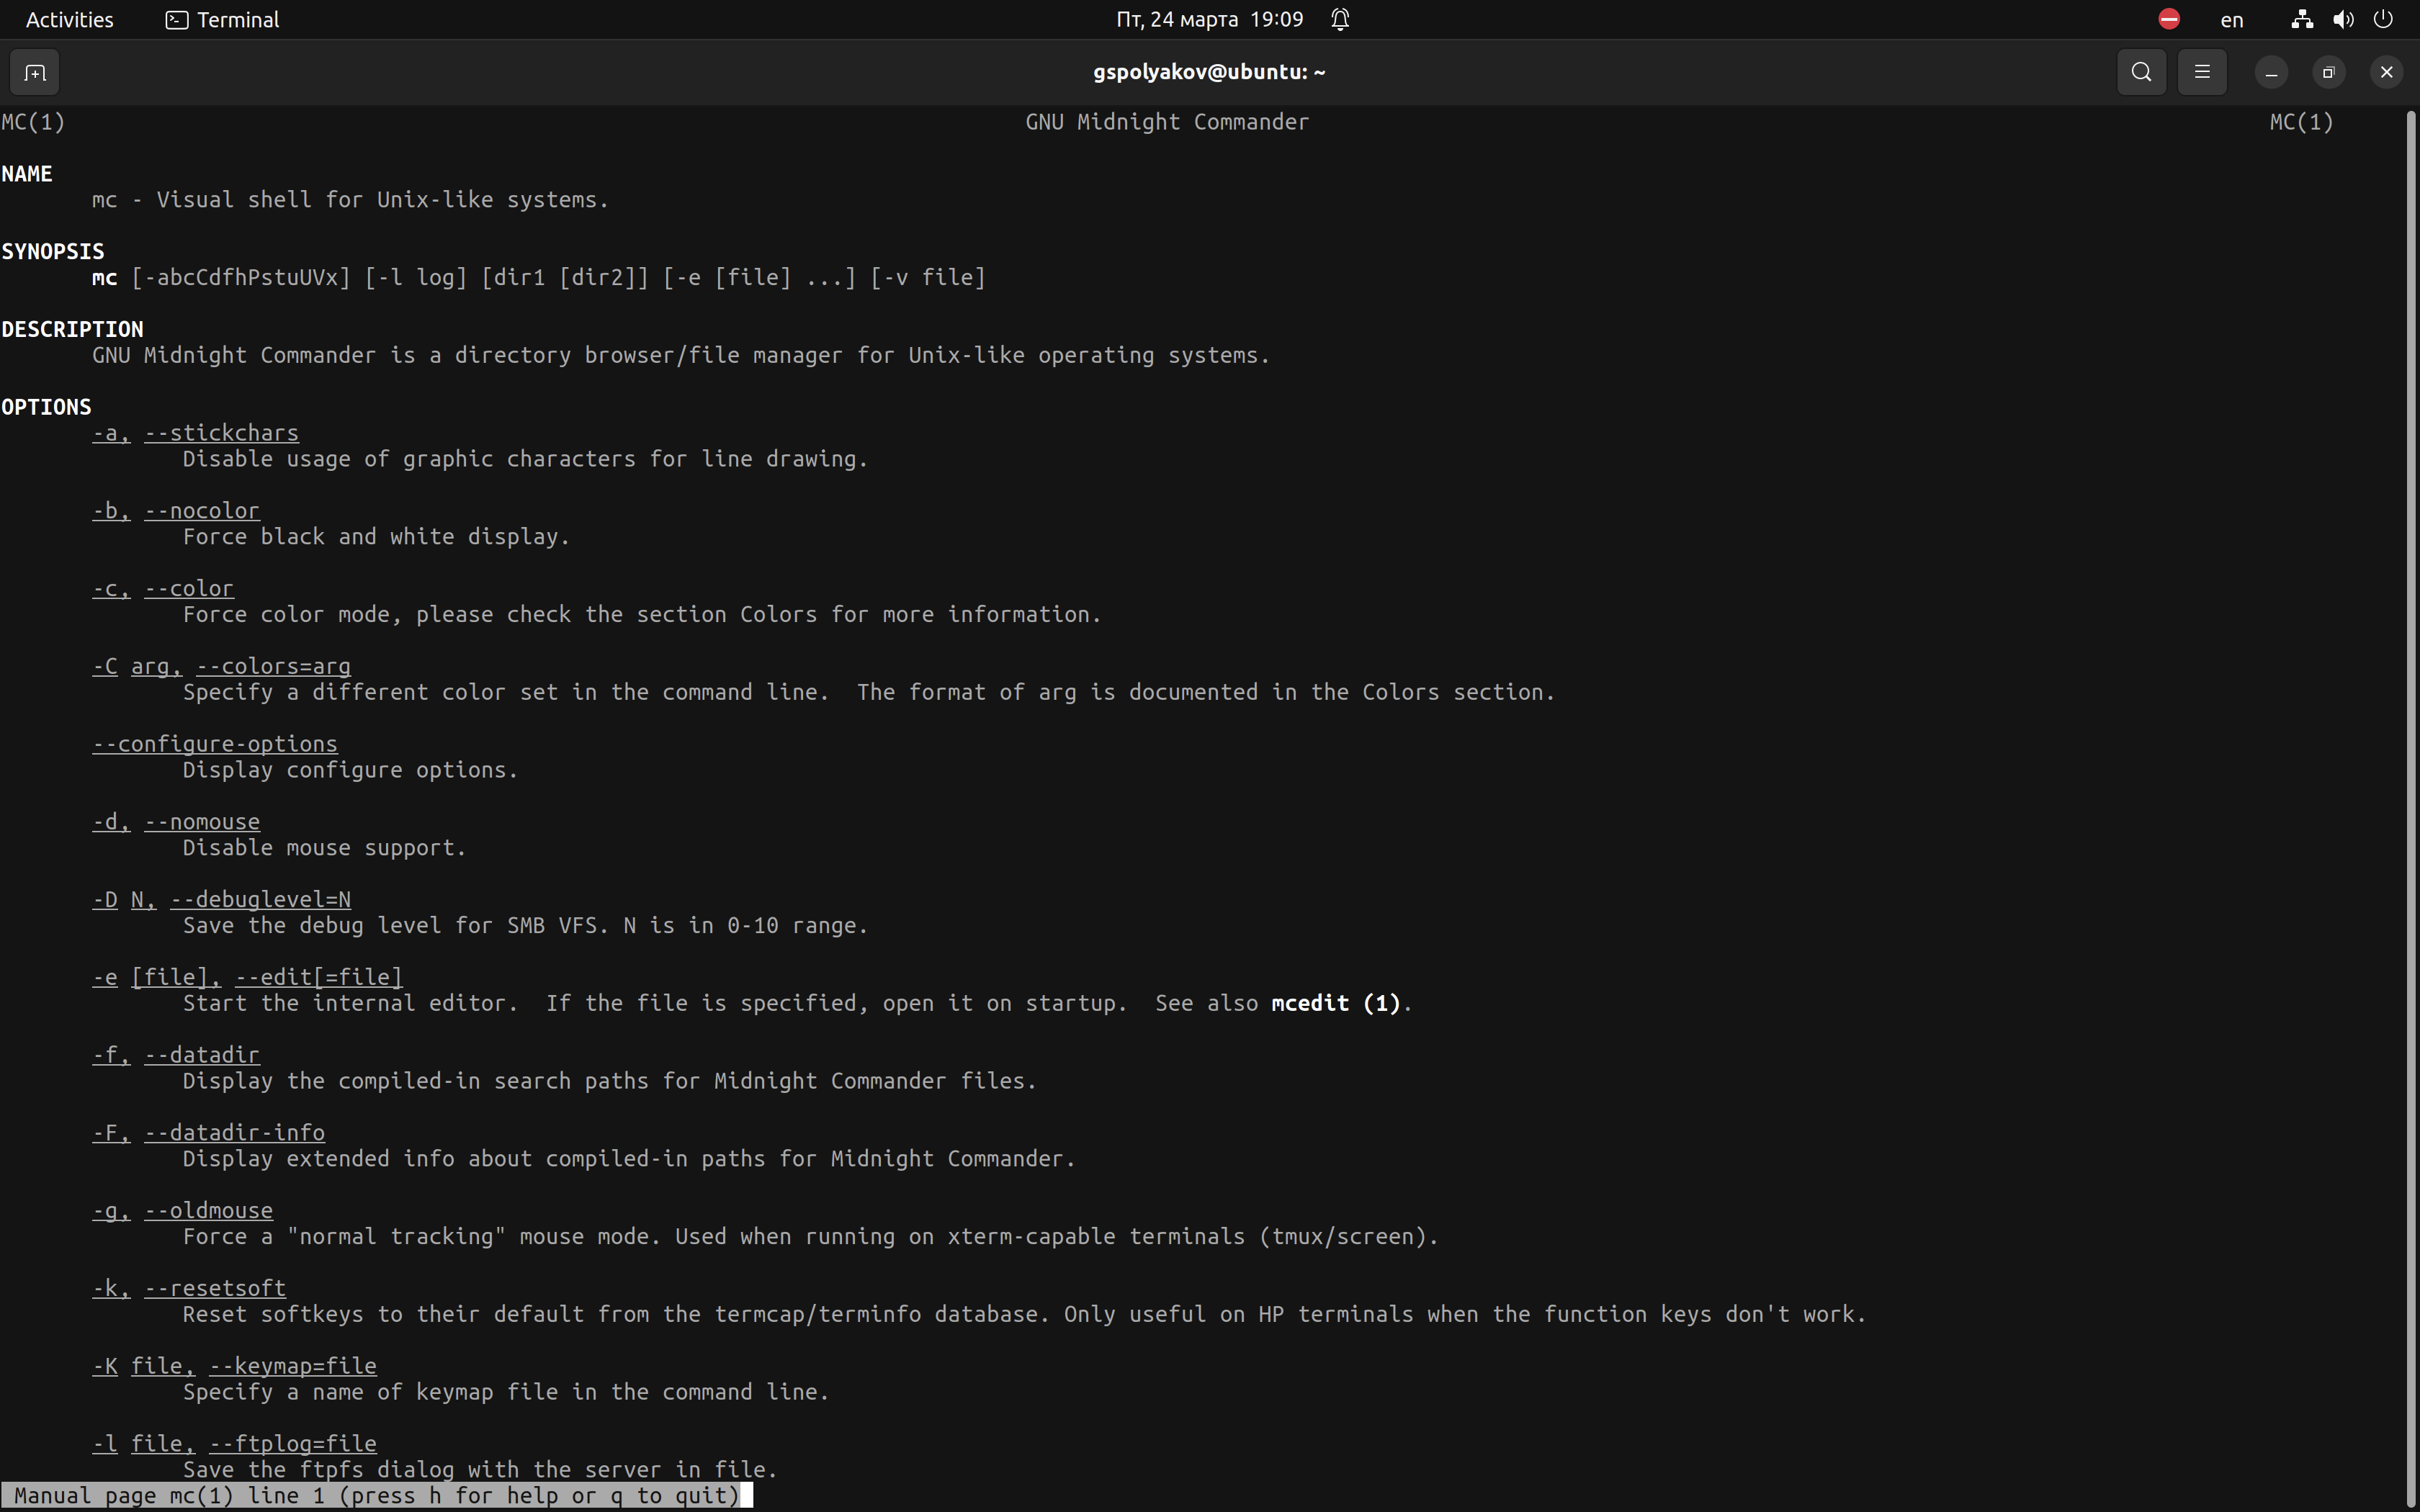 Activities Terminal Пт, 24 марта 19:09 en
gspolyakov@ubuntu: ~
MC(1) GNU Midnight Commander MC(1)
NAME
mc - Visual shell for Unix-like systems.
SYNOPSIS
mc [-abcCdfhPstuUVx] [-l log] [dir1 [dir2]] [-e [file] ...] [-v file]
DESCRIPTION
GNU Midnight Commander is a directory browser/file manager for Unix-like operating systems.
OPTIONS
-a, --stickchars
Disable usage of graphic characters for line drawing.
-b, --nocolor
Force black and white display.
-c, --color
Force color mode, please check the section Colors for more information.
-C arg, --colors=arg
Specify a different color set in the command line.  The format of arg is documented in the Colors section.
--configure-options
Display configure options.
-d, --nomouse
Disable mouse support.
-D N, --debuglevel=N
Save the debug level for SMB VFS. N is in 0-10 range.
-e [file], --edit[=file]
Start the internal editor.  If the file is specified, open it on startup.  See also mcedit (1).
-f, --datadir
Display the compiled-in search paths for Midnight Commander files.
-F, --datadir-info
Display extended info about compiled-in paths for Midnight Commander.
-g, --oldmouse
Force a "normal tracking" mouse mode. Used when running on xterm-capable terminals (tmux/screen).
-k, --resetsoft
Reset softkeys to their default from the termcap/terminfo database. Only useful on HP terminals when the function keys don't work.
-K file, --keymap=file
Specify a name of keymap file in the command line.
-l file, --ftplog=file
Save the ftpfs dialog with the server in file.
Manual page mc(1) line 1 (press h for help or q to quit)